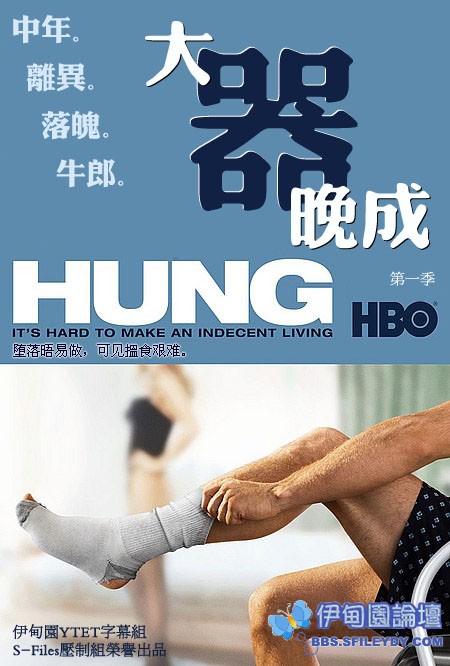 中年。
離異。
落魄。
牛郎。
大
器
晚成
HUNG
第一季
IT'S HARD TO MAKE AN INDECENT LIVING
HBO®
堕落唔易做，可见搵食艰难。
伊甸園論壇
BBS.SFILEYDY.COM
伊甸園YTET字幕組
S-Files壓制組榮譽出品